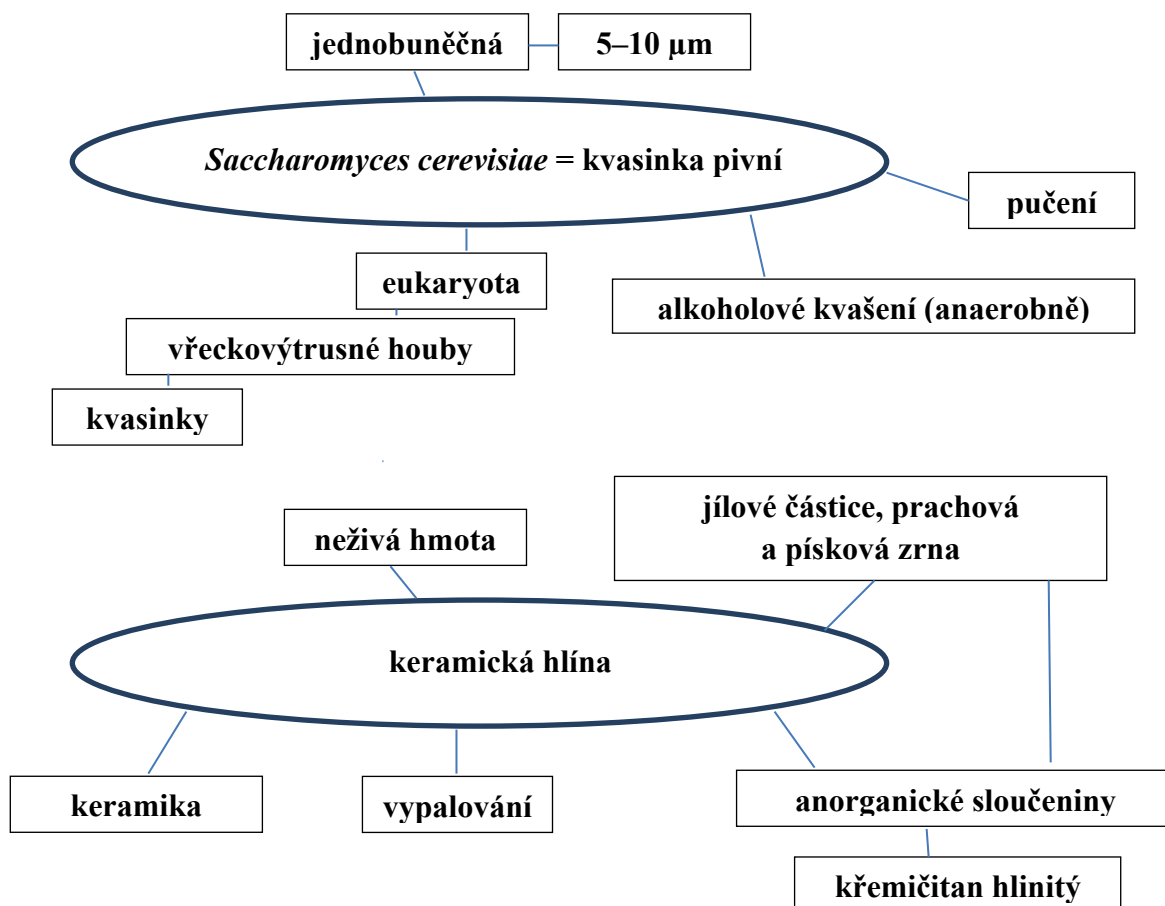 jednobuněčná
5–10 µm
Saccharomyces cerevisiae = kvasinka pivní
pučení
eukaryota
alkoholové kvašení (anaerobně)
vřeckovýtrusné houby
kvasinky
jílové částice, prachová
a písková zrna
neživá hmota
keramická hlína
keramika
vypalování
anorganické sloučeniny
křemičitan hlinitý